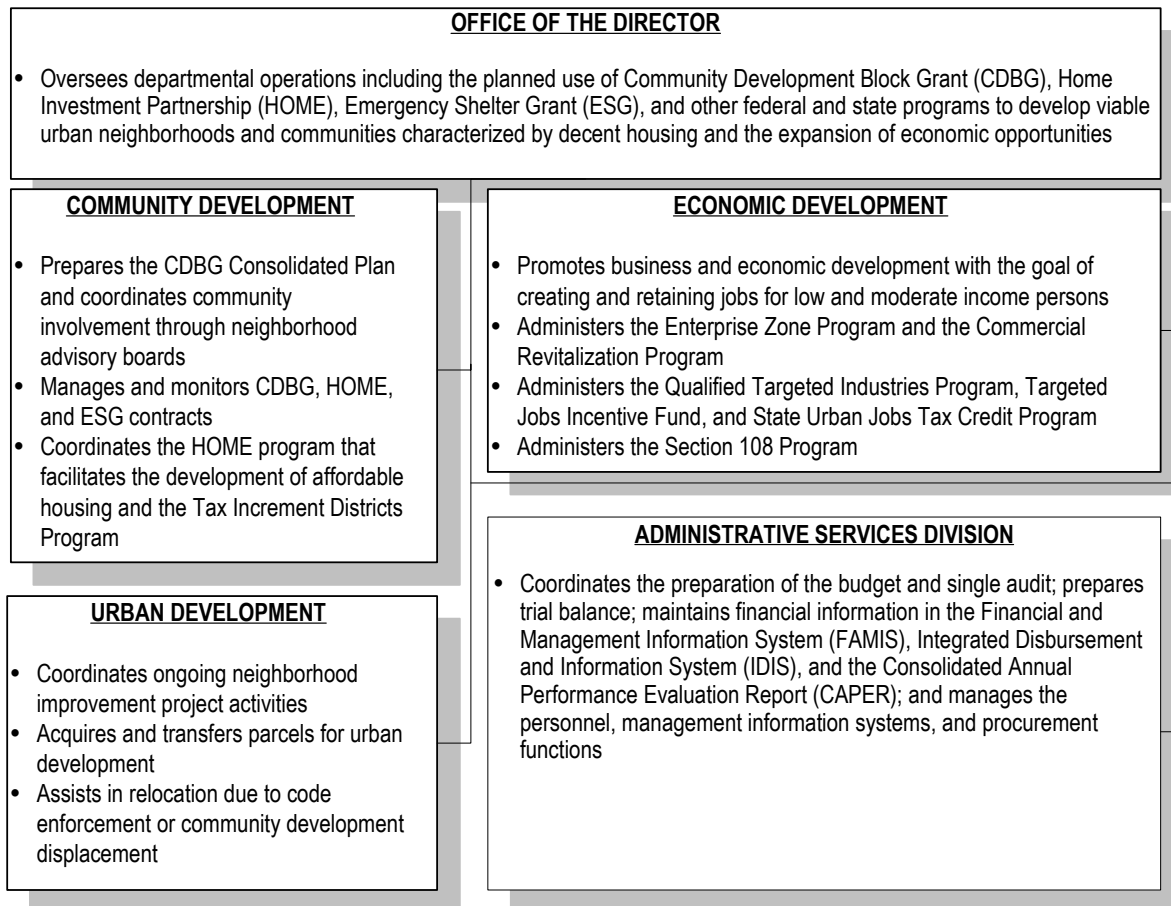 OFFICE OF THE DIRECTOR
• Oversees departmental operations including the planned use of Community Development Block Grant (CDBG), Home
Investment Partnership (HOME), Emergency Shelter Grant (ESG), and other federal and state programs to develop viable
urban neighborhoods and communities characterized by decent housing and the expansion of economic opportunities
COMMUNITY DEVELOPMENT
• Prepares the CDBG Consolidated Plan
and coordinates community
involvement through neighborhood
advisory boards
• Manages and monitors CDBG, HOME,
and ESG contracts
• Coordinates the HOME program that
facilitates the development of affordable
housing and the Tax Increment Districts
Program
ECONOMIC DEVELOPMENT
• Promotes business and economic development with the goal of
creating and retaining jobs for low and moderate income persons
• Administers the Enterprise Zone Program and the Commercial
Revitalization Program
• Administers the Qualified Targeted Industries Program, Targeted
Jobs Incentive Fund, and State Urban Jobs Tax Credit Program
• Administers the Section 108 Program
URBAN DEVELOPMENT
• Coordinates ongoing neighborhood
improvement project activities
• Acquires and transfers parcels for urban
development
• Assists in relocation due to code
enforcement or community development
displacement
ADMINISTRATIVE SERVICES DIVISION
• Coordinates the preparation of the budget and single audit; prepares
trial balance; maintains financial information in the Financial and
Management Information System (FAMIS), Integrated Disbursement
and Information System (IDIS), and the Consolidated Annual
Performance Evaluation Report (CAPER); and manages the
personnel, management information systems, and procurement
functions